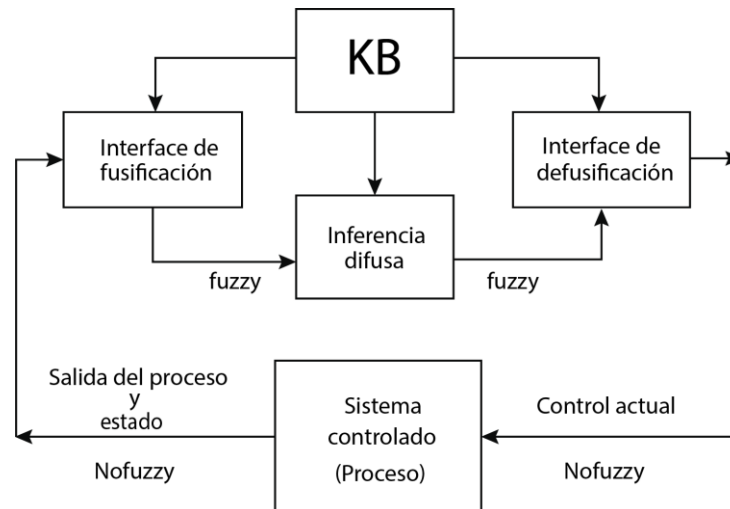 KB
Interface de
fusificación
Interface de
defusificación
Inferencia
difusa
fuzzy
fuzzy
Salida del proceso
y
estado
Nofuzzy
Sistema
controlado
(Proceso)
Control actual
Nofuzzy